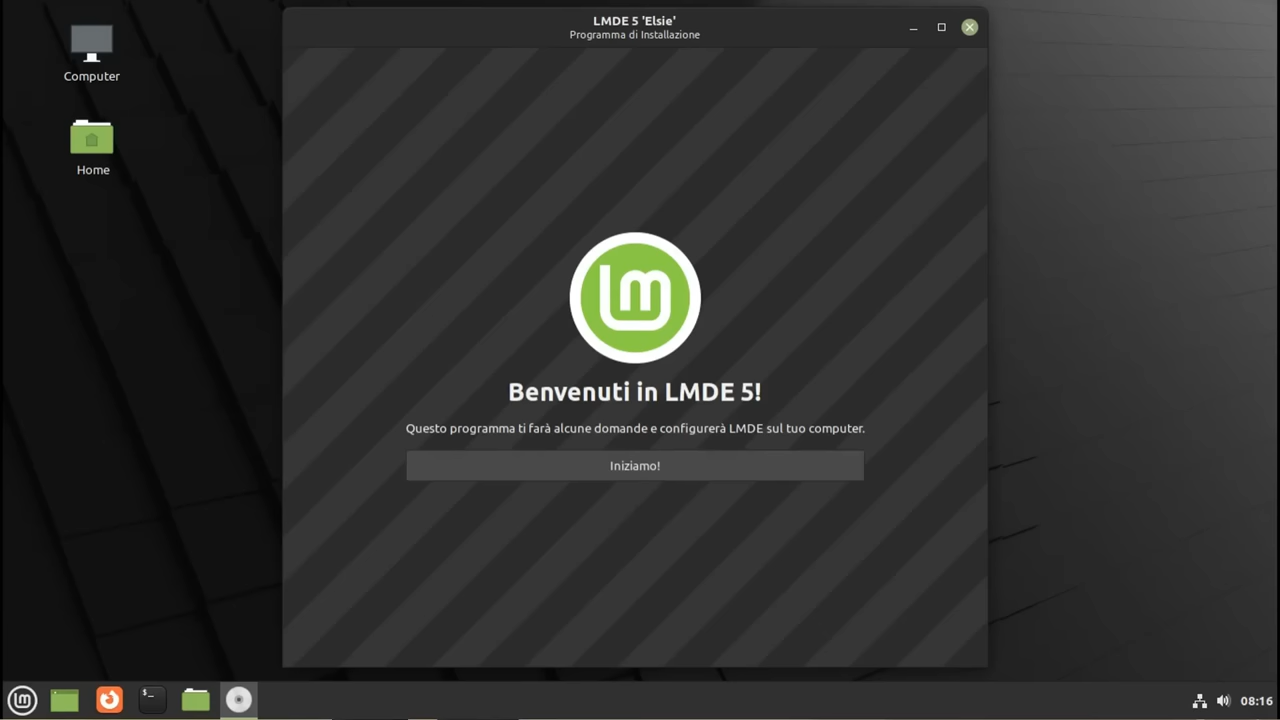 LMDE 5 'Elsie'
Programma di Installazione
Computer
Home
lm
Benvenuti in LMDE 5!
Questo programma ti farà alcune domande e configurerà LMDE sul tuo computer.
Iniziamo!
$_
08:16